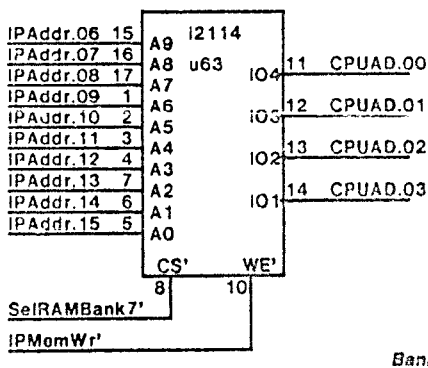 IPAddr.06 15 A9 i2114
IPAddr.07 16 A8 u63
IPAddr.08 17 A7 IO4 11 CPUAD.00
IPAddr.09 1 A6
IPAddr.10 2 A5 IO3 12 CPUAD.01
IPAddr.11 3 A4
IPAddr.12 4 A3 IO2 13 CPUAD.02
IPAddr.13 7 A2
IPAddr.14 6 A1 IO1 14 CPUAD.03
IPAddr.15 5 A0
CS' WE'
8 10
SelRAMBank7'
IPMemWr'